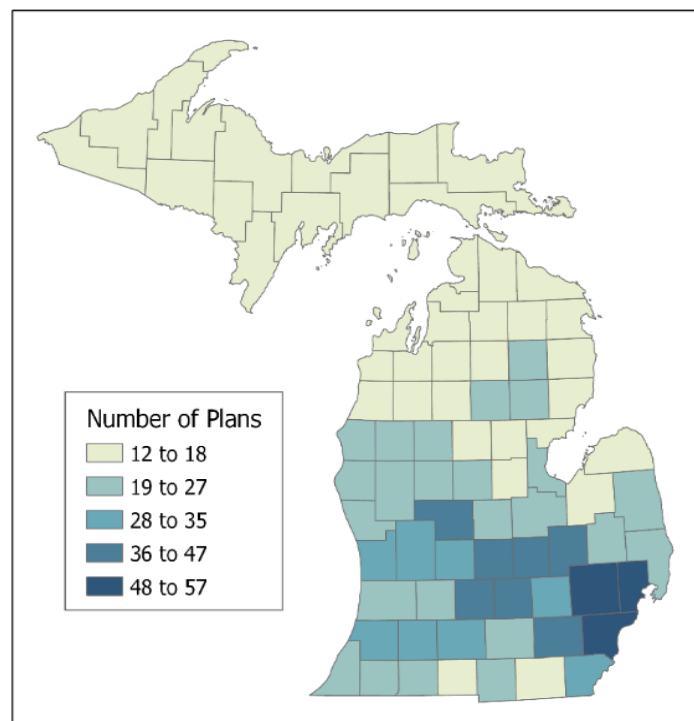 Number of Plans
12 to 18
19 to 27
28 to 35
36 to 47
48 to 57